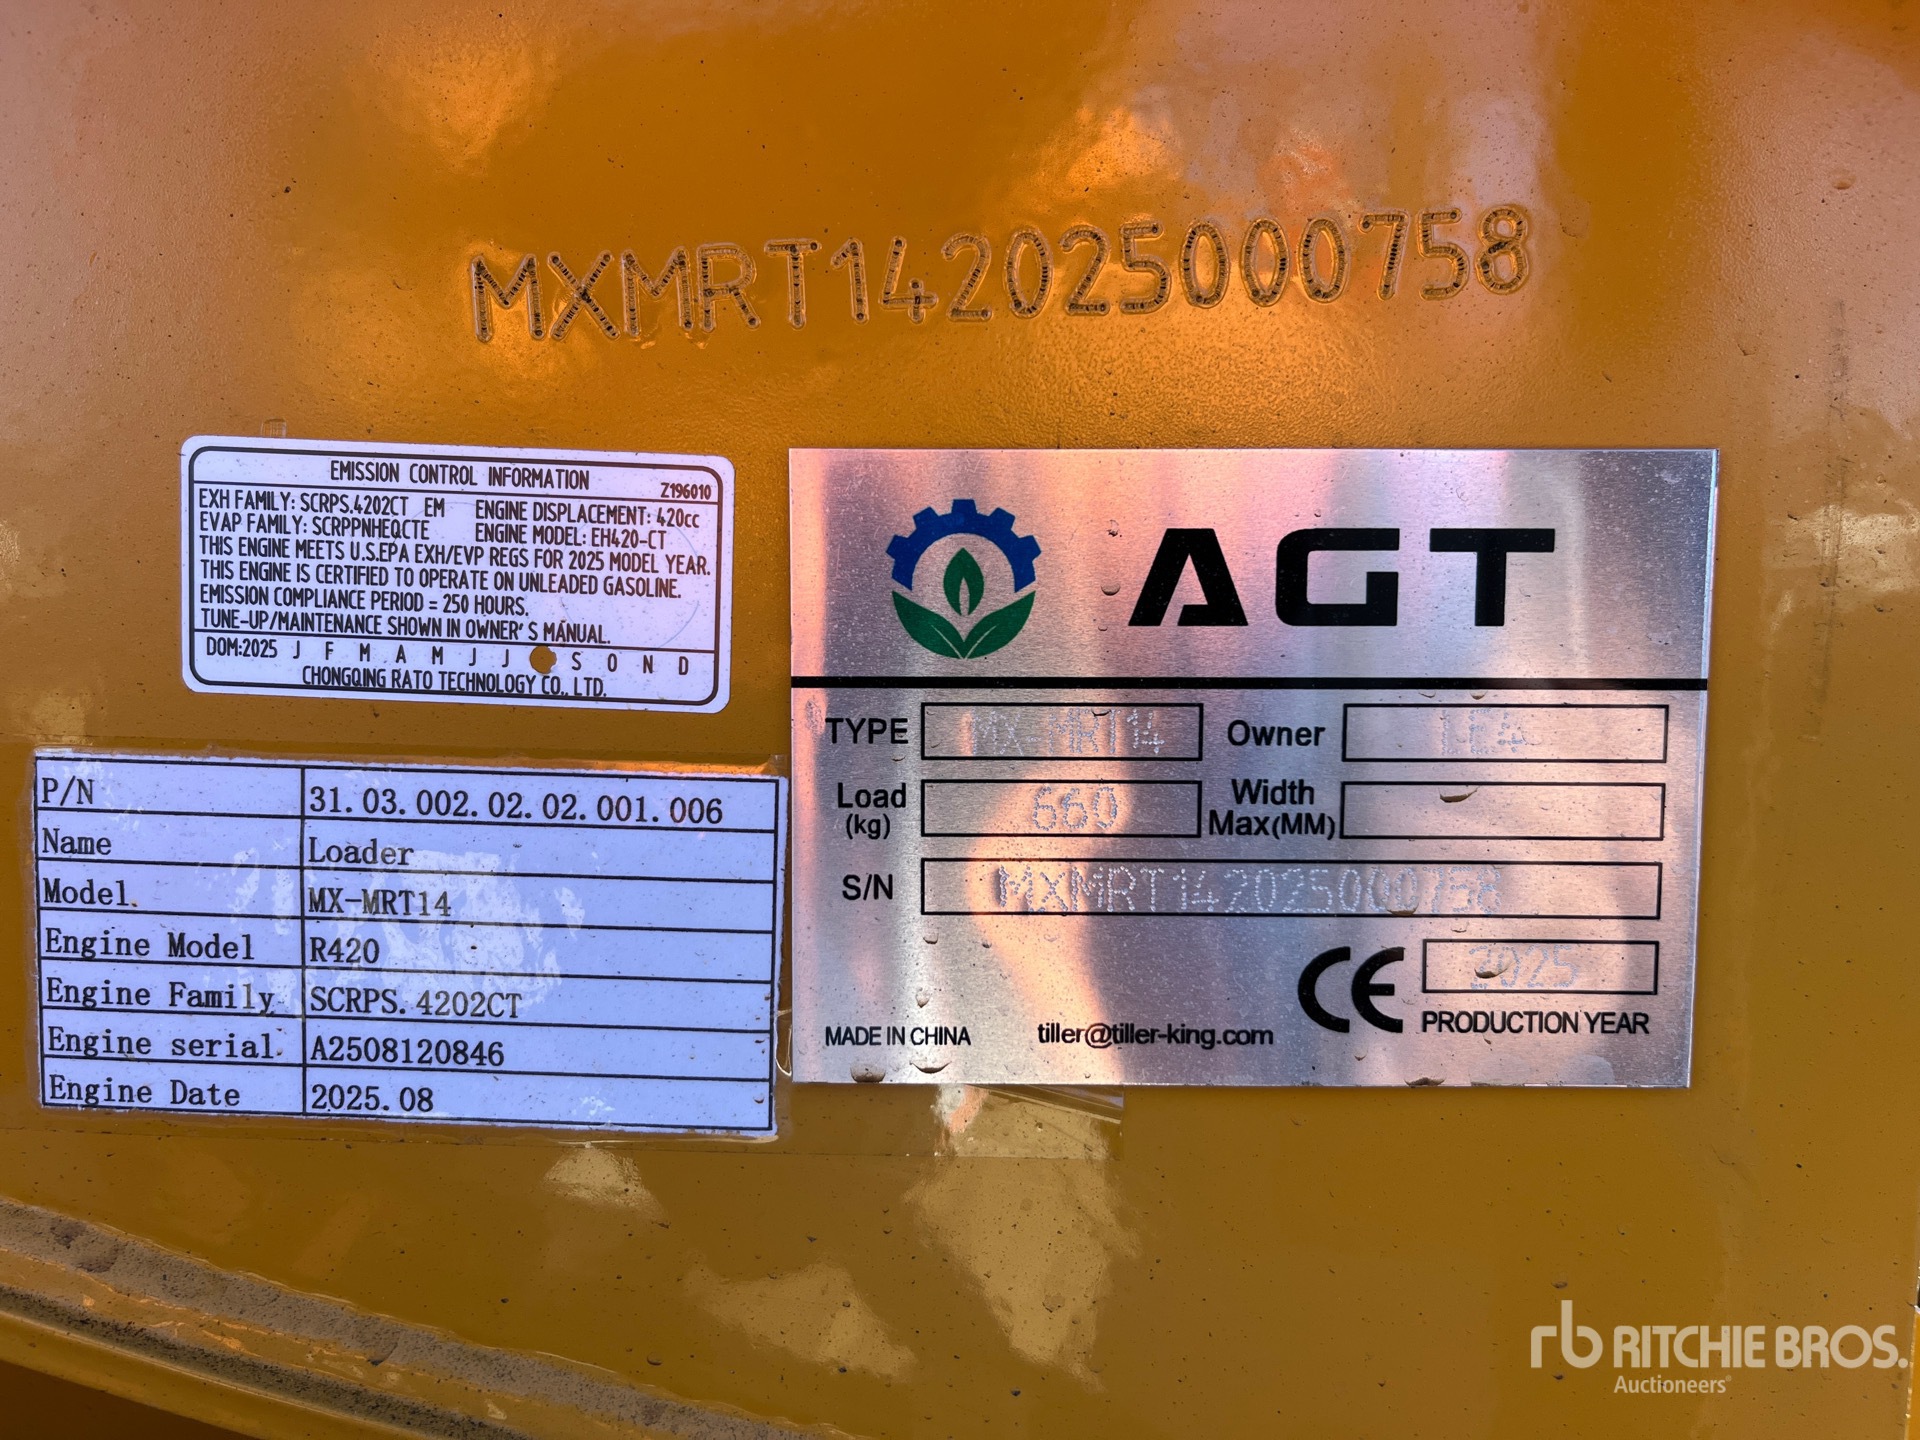 MXMRT142025000758
EMISSION CONTROL INFORMATION
Z196010
EXH FAMILY: SCRPS.4202CT EM ENGINE DISPLACEMENT: 420cc
EVAP FAMILY: SCRPPNHEQCTE ENGINE MODEL: EH420-CT
THIS ENGINE MEETS U.S.EPA EXH/EVP REGS FOR 2025 MODEL YEAR.
THIS ENGINE IS CERTIFIED TO OPERATE ON UNLEADED GASOLINE.
EMISSION COMPLIANCE PERIOD = 250 HOURS.
TUNE-UP/MAINTENANCE SHOWN IN OWNER' S MANUAL.
DOM:2025 J F M A M J J S O N D
CHONGQING RATO TECHNOLOGY CO., LTD.
P/N 31.03.002.02.02.001.006
Name Loader
Model. MX-MRT14
Engine Model R420
Engine Family SCRPS.4202CT
Engine serial. A2508120846
Engine Date 2025.08
AGT
TYPE MX-MRT14 Owner
Load (kg) 660 Width Max(MM)
S/N MXMRT142025000758
CE 2025
PRODUCTION YEAR
MADE IN CHINA tiller@tiller-king.com
rb RITCHIE BROS.
Auctioneers